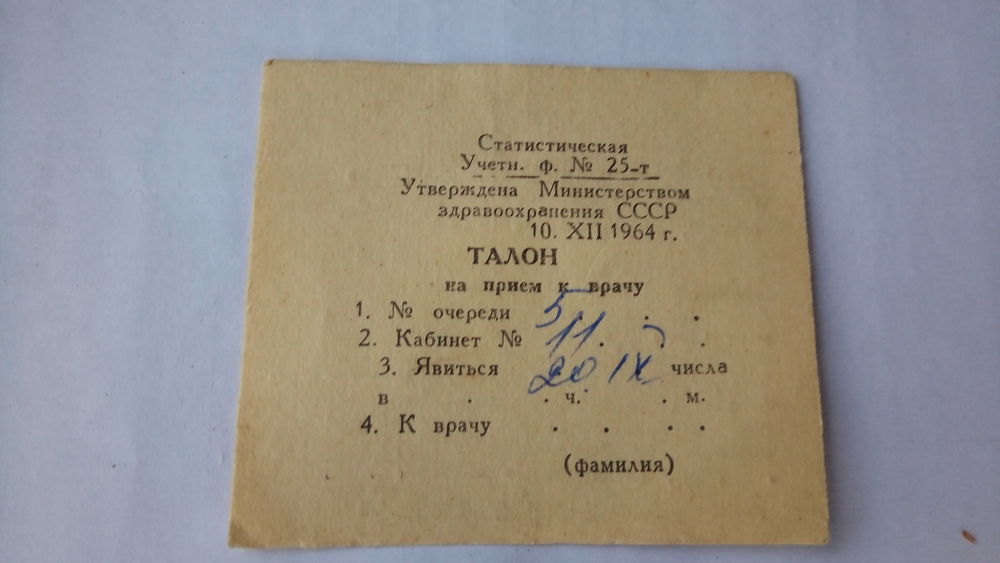 Статистическая
Учетн. ф. № 25-т
Утверждена Министерством
здравоохранения СССР
10. XII 1964 г.
ТАЛОН
на прием к врачу
1. № очереди 5 . .
2. Кабинет № 11. .
3. Явиться 20 IX числа
в . . ч. . м.
4. К врачу . . . .
(фамилия)